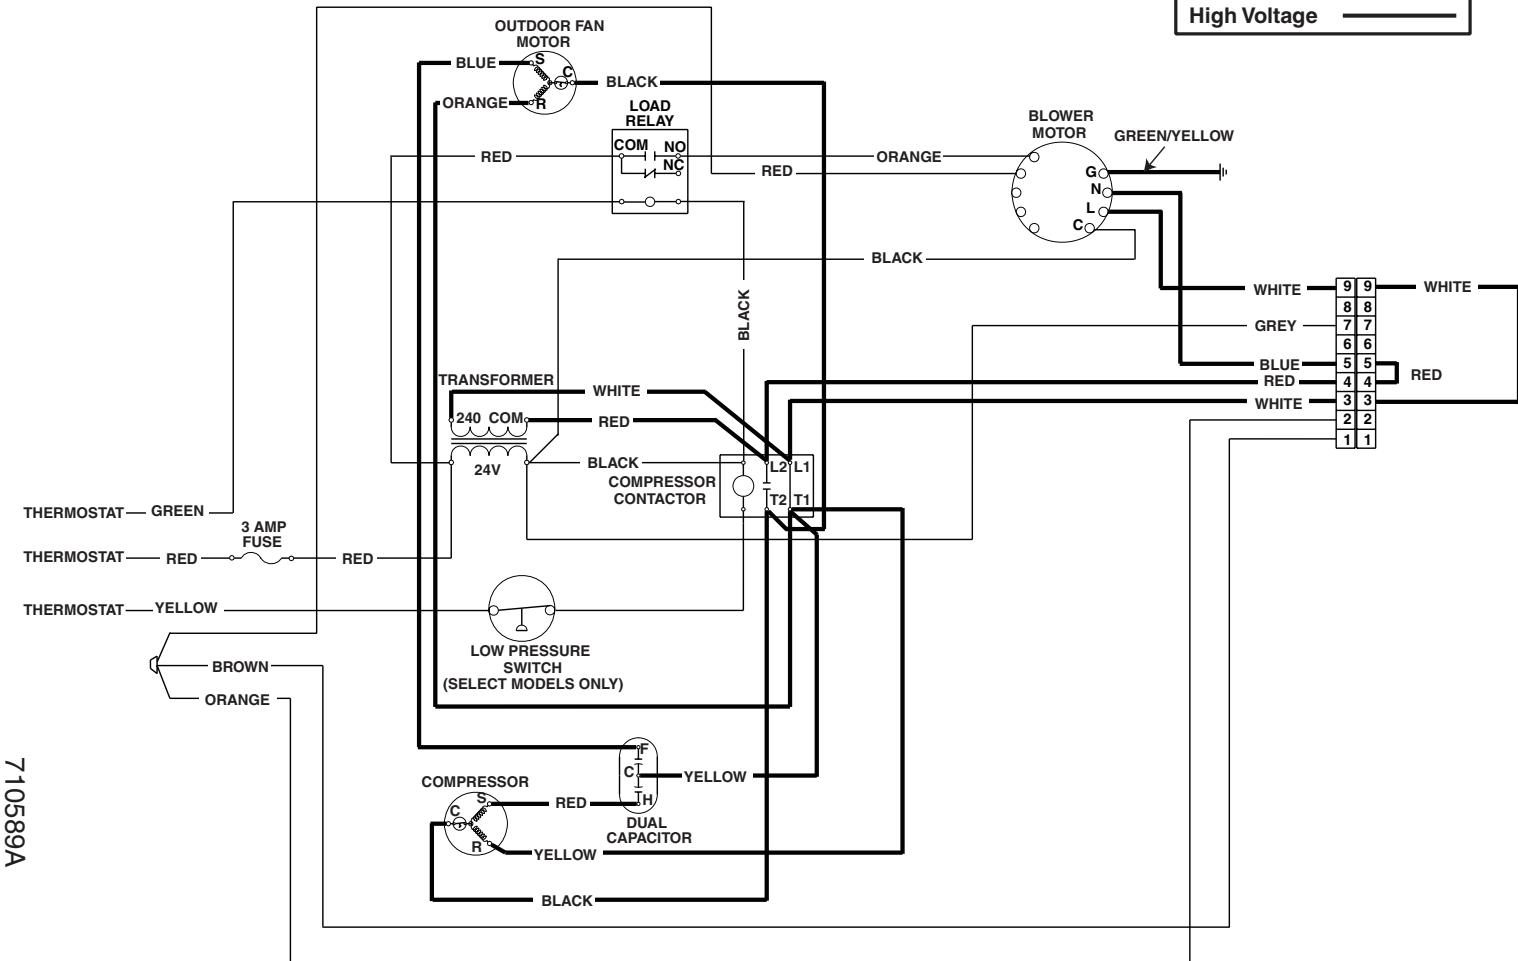 High Voltage
OUTDOOR FAN
MOTOR
BLUE
S
C
BLACK
ORANGE
R
LOAD
RELAY
COM
NO
NC
RED
ORANGE
RED
BLOWER
MOTOR
GREEN/YELLOW
G
N
L
C
BLACK
BLACK
WHITE
9 9
WHITE
8 8
GREY
7 7
6 6
BLUE
5 5
RED
RED
4 4
WHITE
3 3
2 2
1 1
TRANSFORMER
WHITE
240 COM
RED
24V
BLACK
COMPRESSOR
CONTACTOR
L2 L1
T2 T1
THERMOSTAT
GREEN
3 AMP
FUSE
THERMOSTAT
RED
RED
THERMOSTAT
YELLOW
LOW PRESSURE
SWITCH
(SELECT MODELS ONLY)
BROWN
ORANGE
F
C
H
YELLOW
DUAL
CAPACITOR
COMPRESSOR
S
C
R
RED
YELLOW
BLACK
710589A